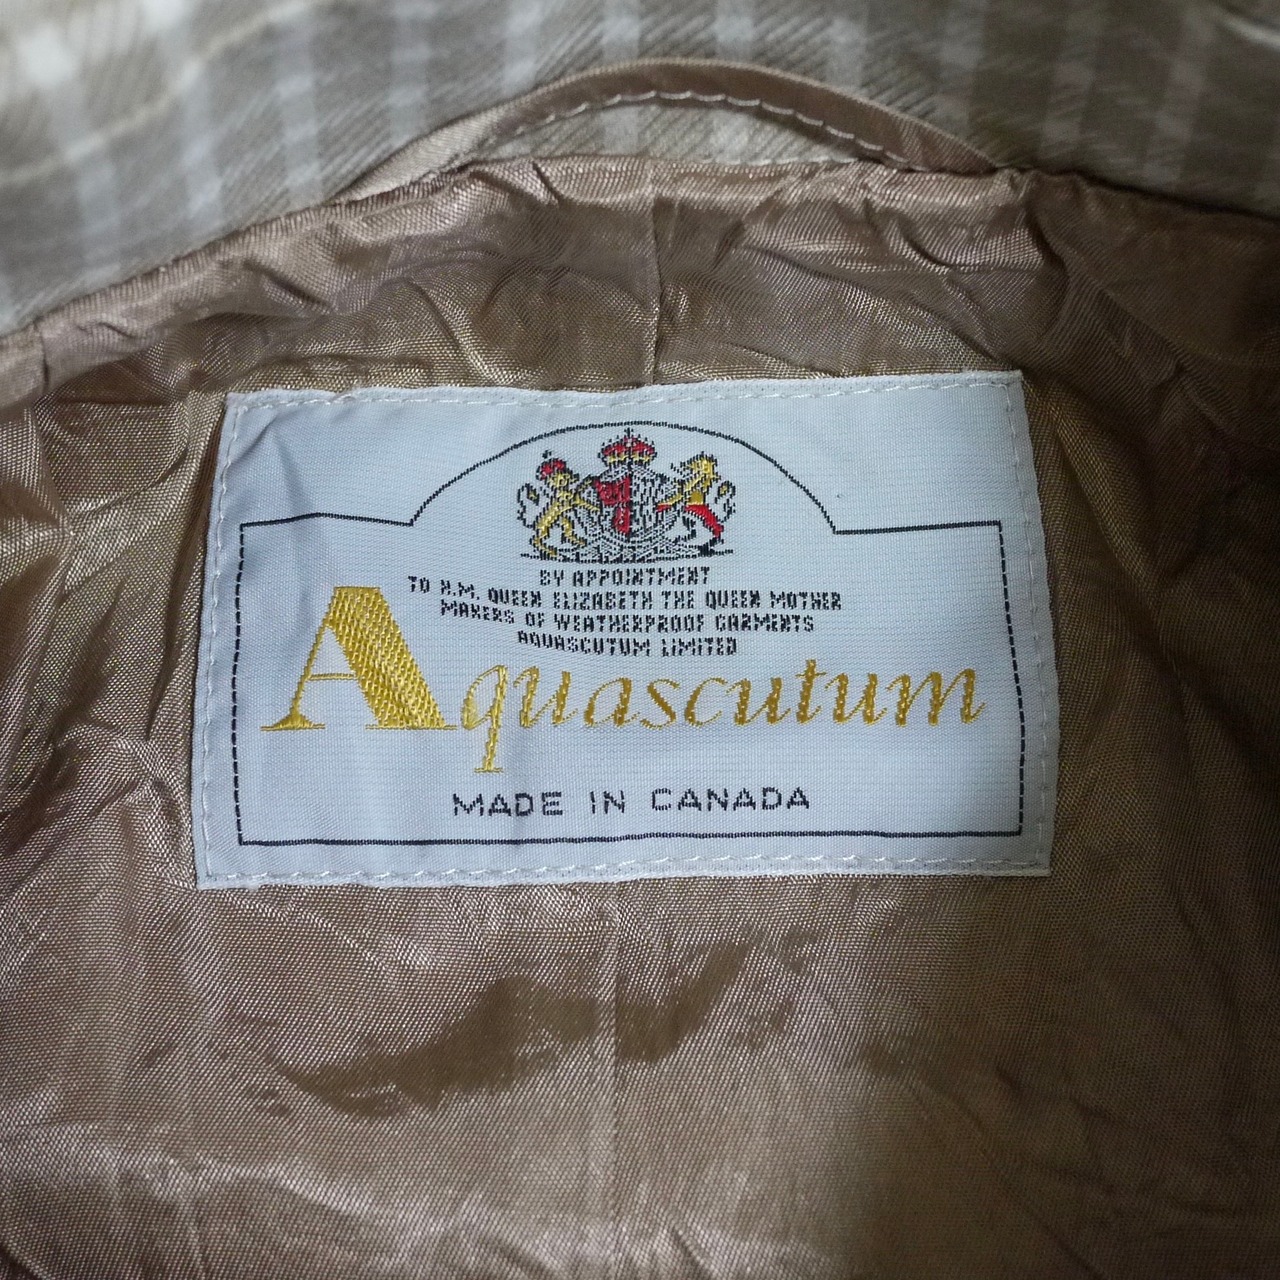 BY APPOINTMENT
TO H.M. QUEEN ELIZABETH THE QUEEN MOTHER
MAKERS OF WEATHERPROOF GARMENTS
AQUASCUTUM LIMITED
Aquascutum
MADE IN CANADA